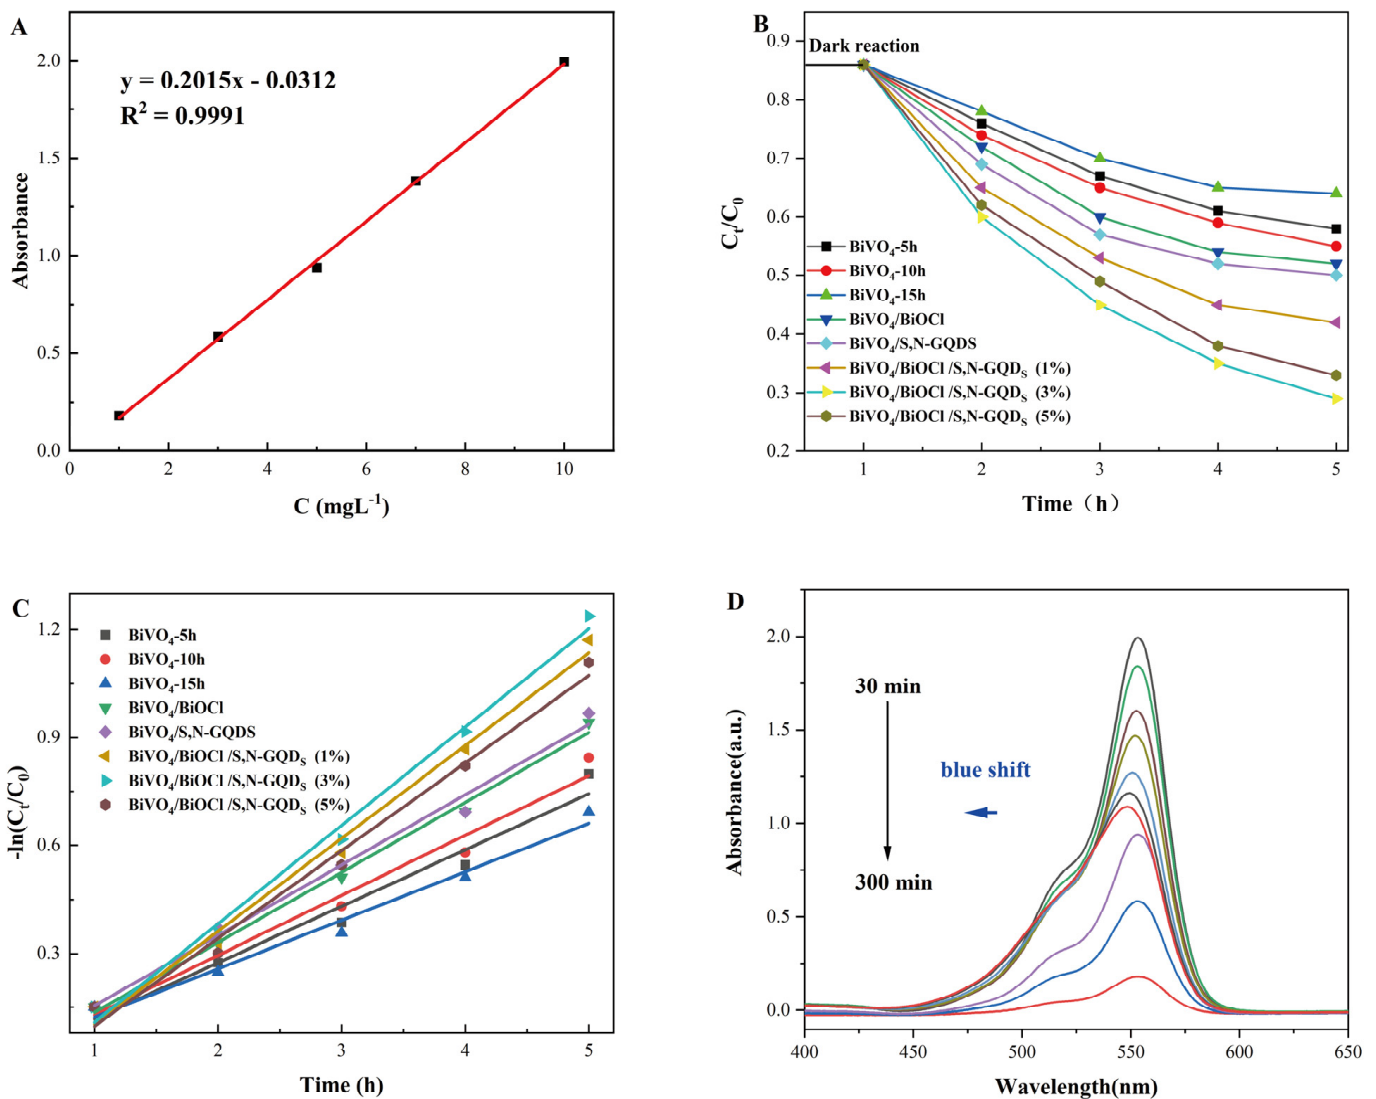 A
y = 0.2015x - 0.0312
R² = 0.9991
Absorbance
2.0
1.5
1.0
0.5
0.0
0 2 4 6 8 10
C (mgL⁻¹)
B
Dark reaction
Cₜ/C₀
0.9
0.8
0.7
0.6
0.5
0.4
0.3
0.2
BiVO₄-5h
BiVO₄-10h
BiVO₄-15h
BiVO₄/BiOCl
BiVO₄/S,N-GQDS
BiVO₄/BiOCl /S,N-GQDₛ (1%)
BiVO₄/BiOCl /S,N-GQDₛ (3%)
BiVO₄/BiOCl /S,N-GQDₛ (5%)
1 2 3 4 5
Time（h）
C
-ln(Cₜ/C₀)
1.2
0.9
0.6
0.3
BiVO₄-5h
BiVO₄-10h
BiVO₄-15h
BiVO₄/BiOCl
BiVO₄/S,N-GQDS
BiVO₄/BiOCl /S,N-GQDₛ (1%)
BiVO₄/BiOCl /S,N-GQDₛ (3%)
BiVO₄/BiOCl /S,N-GQDₛ (5%)
1 2 3 4 5
Time (h)
D
Absorbance(a.u.)
2.0
1.5
1.0
0.5
0.0
30 min
blue shift
300 min
400 450 500 550 600 650
Wavelength(nm)